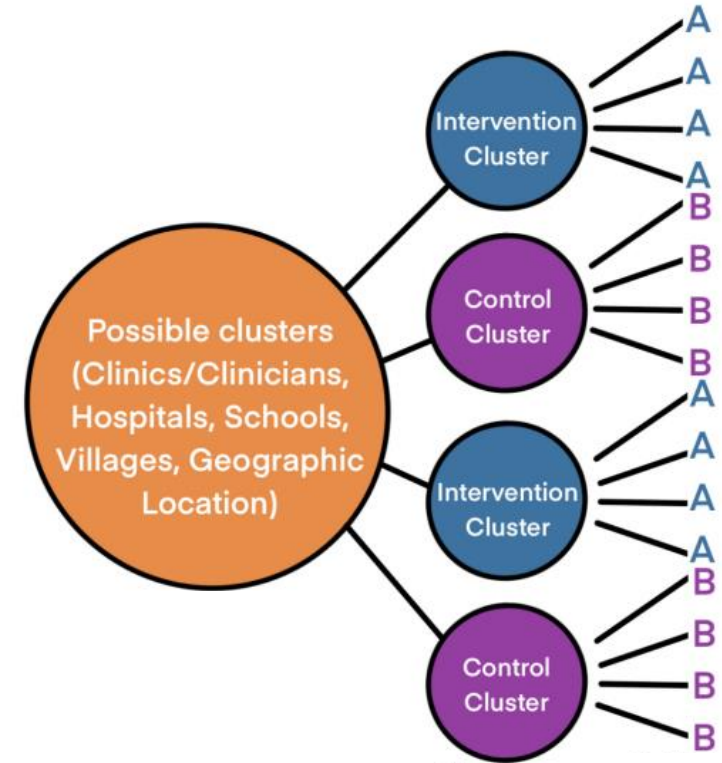 A
A
Intervention
Cluster
A
A
B
B
Control
Cluster
B
B
Possible clusters
(Clinics/Clinicians,
Hospitals, Schools,
Villages, Geographic
Location)
A
A
Intervention
Cluster
A
A
B
B
Control
Cluster
B
B